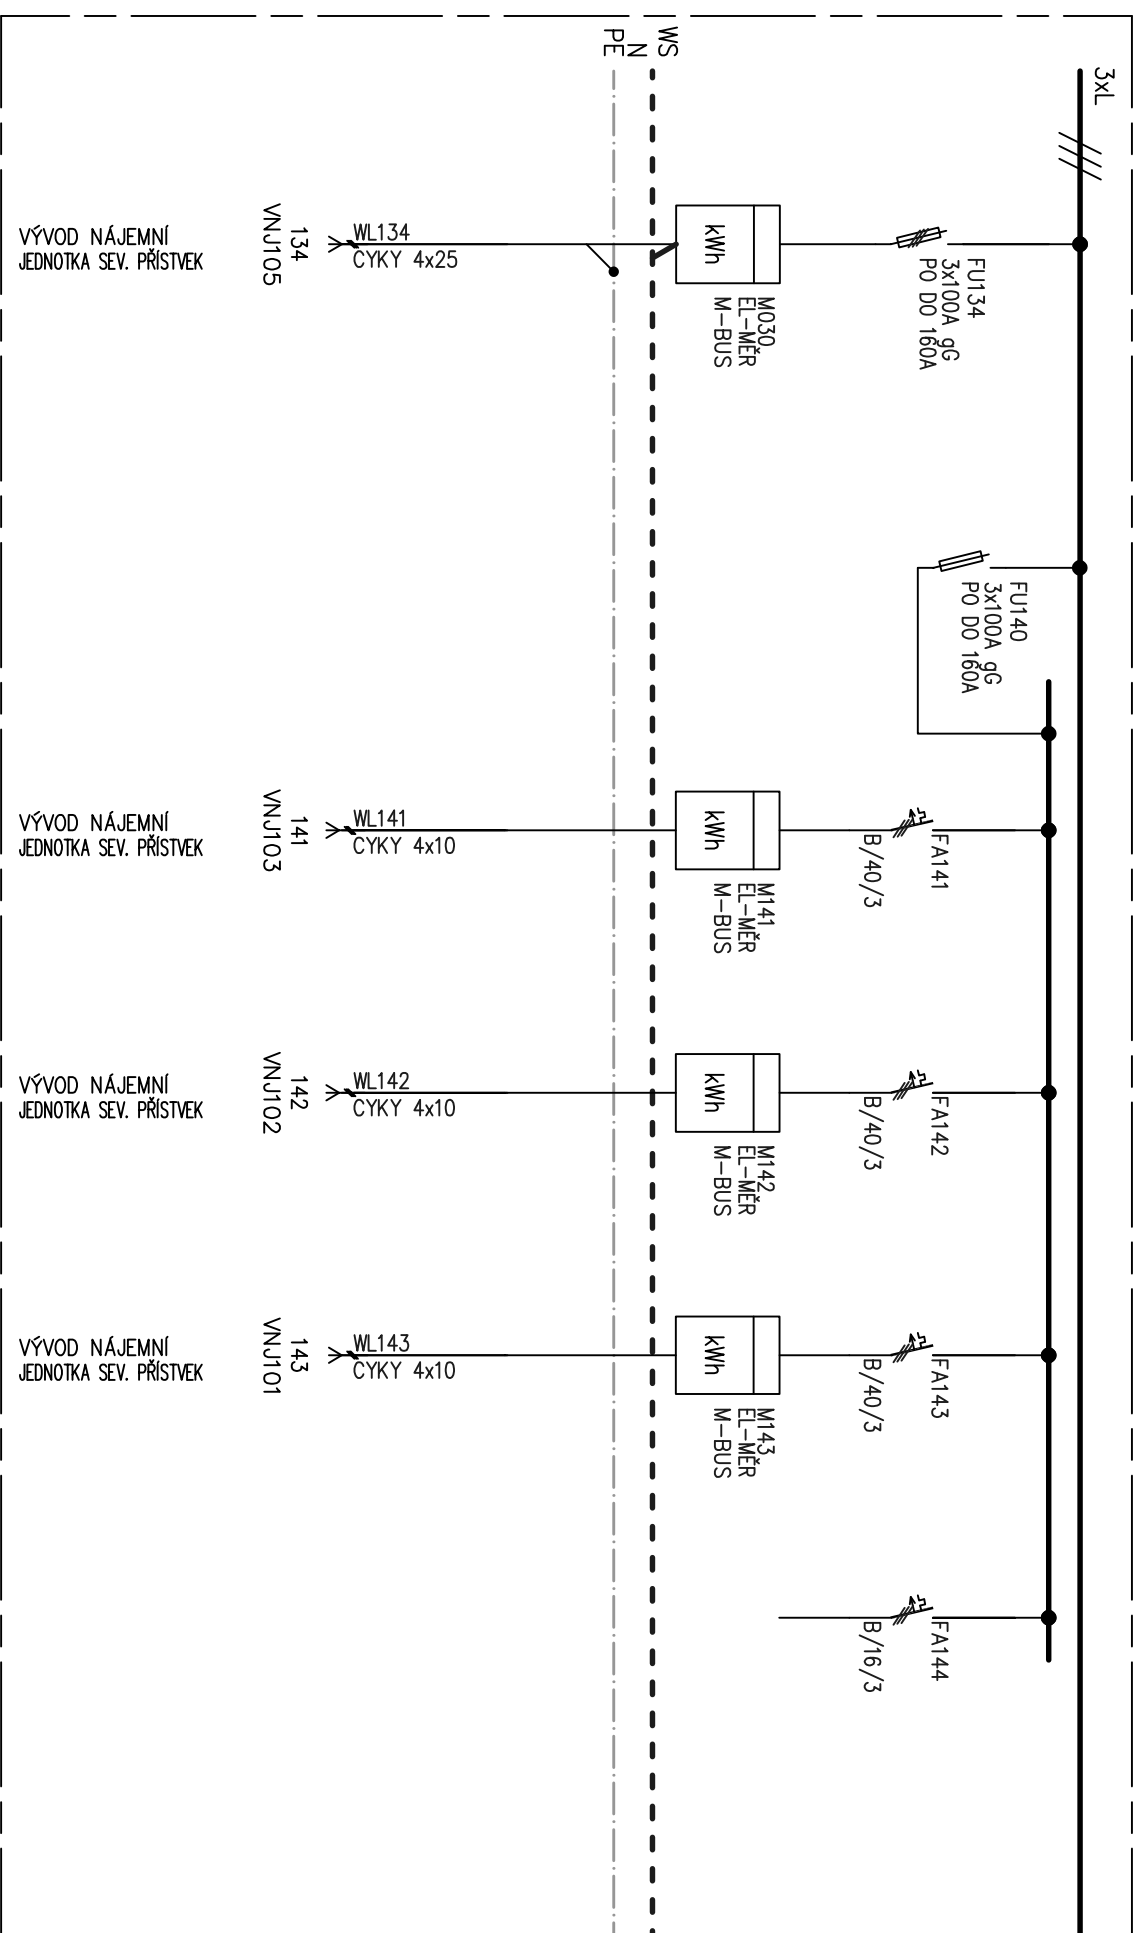 3xL
WS
N
PE
FU134
3x100A gG
PO DO 160A
M030
EL-MĚR
M-BUS
kWh
WL134
CYKY 4x25
134
VNJ105
VÝVOD NÁJEMNÍ
JEDNOTKA SEV. PŘÍSTVEK
FU140
3x100A gG
PO DO 160A
FA141
B/40/3
M141
EL-MĚR
M-BUS
kWh
WL141
CYKY 4x10
141
VNJ103
VÝVOD NÁJEMNÍ
JEDNOTKA SEV. PŘÍSTVEK
FA142
B/40/3
M142
EL-MĚR
M-BUS
kWh
WL142
CYKY 4x10
142
VNJ102
VÝVOD NÁJEMNÍ
JEDNOTKA SEV. PŘÍSTVEK
FA143
B/40/3
M143
EL-MĚR
M-BUS
kWh
WL143
CYKY 4x10
143
VNJ101
VÝVOD NÁJEMNÍ
JEDNOTKA SEV. PŘÍSTVEK
FA144
B/16/3